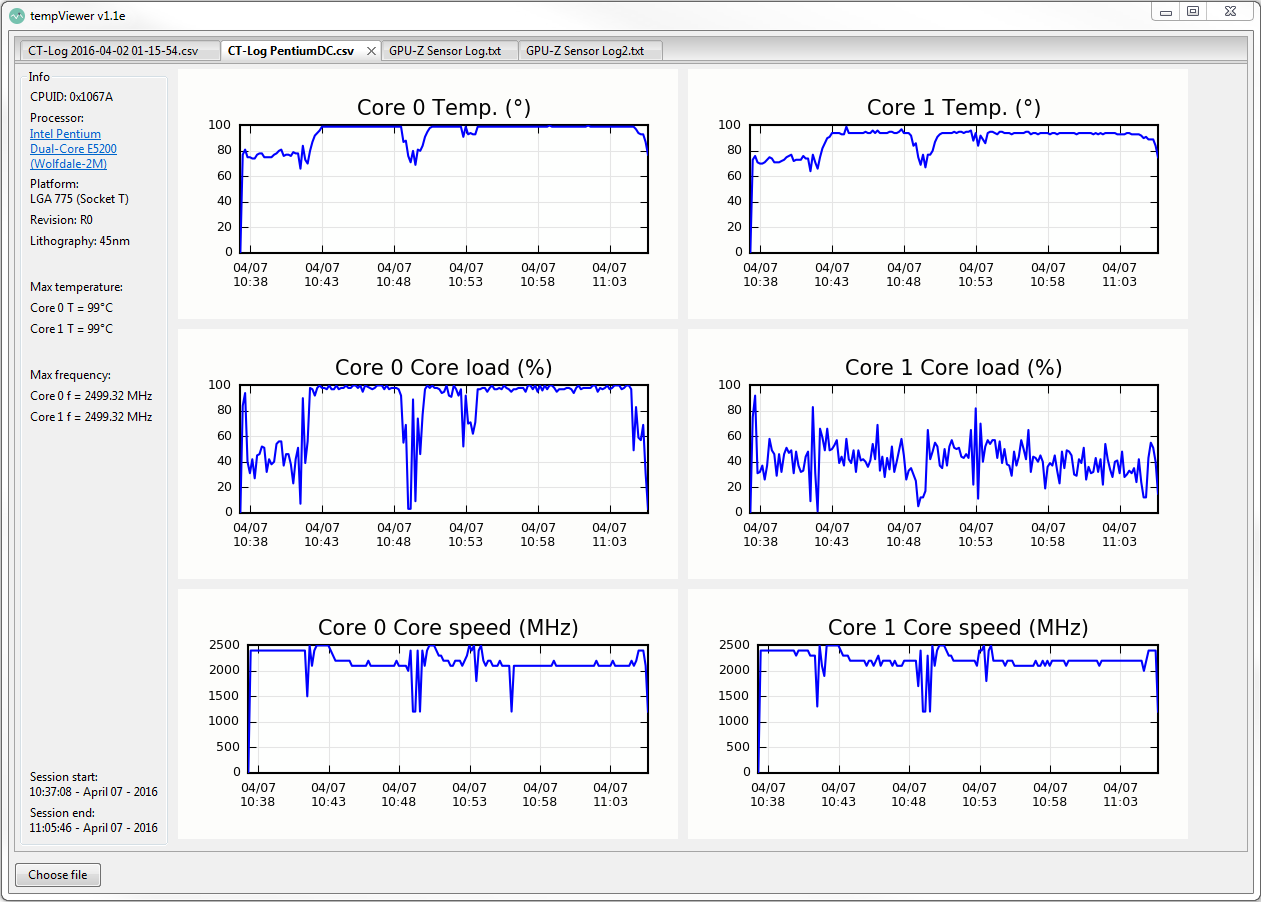 tempViewer v1.1e
CT-Log 2016-04-02 01-15-54.csv
CT-Log PentiumDC.csv
GPU-Z Sensor Log.txt
GPU-Z Sensor Log2.txt
Info
CPUID: 0x1067A
Processor:
Intel Pentium
Dual-Core E5200
(Wolfdale-2M)
Platform:
LGA 775 (Socket T)
Revision: R0
Lithography: 45nm
Max temperature:
Core 0 T = 99°C
Core 1 T = 99°C
Max frequency:
Core 0 f = 2499.32 MHz
Core 1 f = 2499.32 MHz
Session start:
10:37:08 - April 07 - 2016
Session end:
11:05:46 - April 07 - 2016
Core 0 Temp. (°)
100
80
60
40
20
0
04/07 04/07 04/07 04/07 04/07 04/07
10:38 10:43 10:48 10:53 10:58 11:03
Core 1 Temp. (°)
100
80
60
40
20
0
04/07 04/07 04/07 04/07 04/07 04/07
10:38 10:43 10:48 10:53 10:58 11:03
Core 0 Core load (%)
100
80
60
40
20
0
04/07 04/07 04/07 04/07 04/07 04/07
10:38 10:43 10:48 10:53 10:58 11:03
Core 1 Core load (%)
100
80
60
40
20
0
04/07 04/07 04/07 04/07 04/07 04/07
10:38 10:43 10:48 10:53 10:58 11:03
Core 0 Core speed (MHz)
2500
2000
1500
1000
500
0
04/07 04/07 04/07 04/07 04/07 04/07
10:38 10:43 10:48 10:53 10:58 11:03
Core 1 Core speed (MHz)
2500
2000
1500
1000
500
0
04/07 04/07 04/07 04/07 04/07 04/07
10:38 10:43 10:48 10:53 10:58 11:03
Choose file